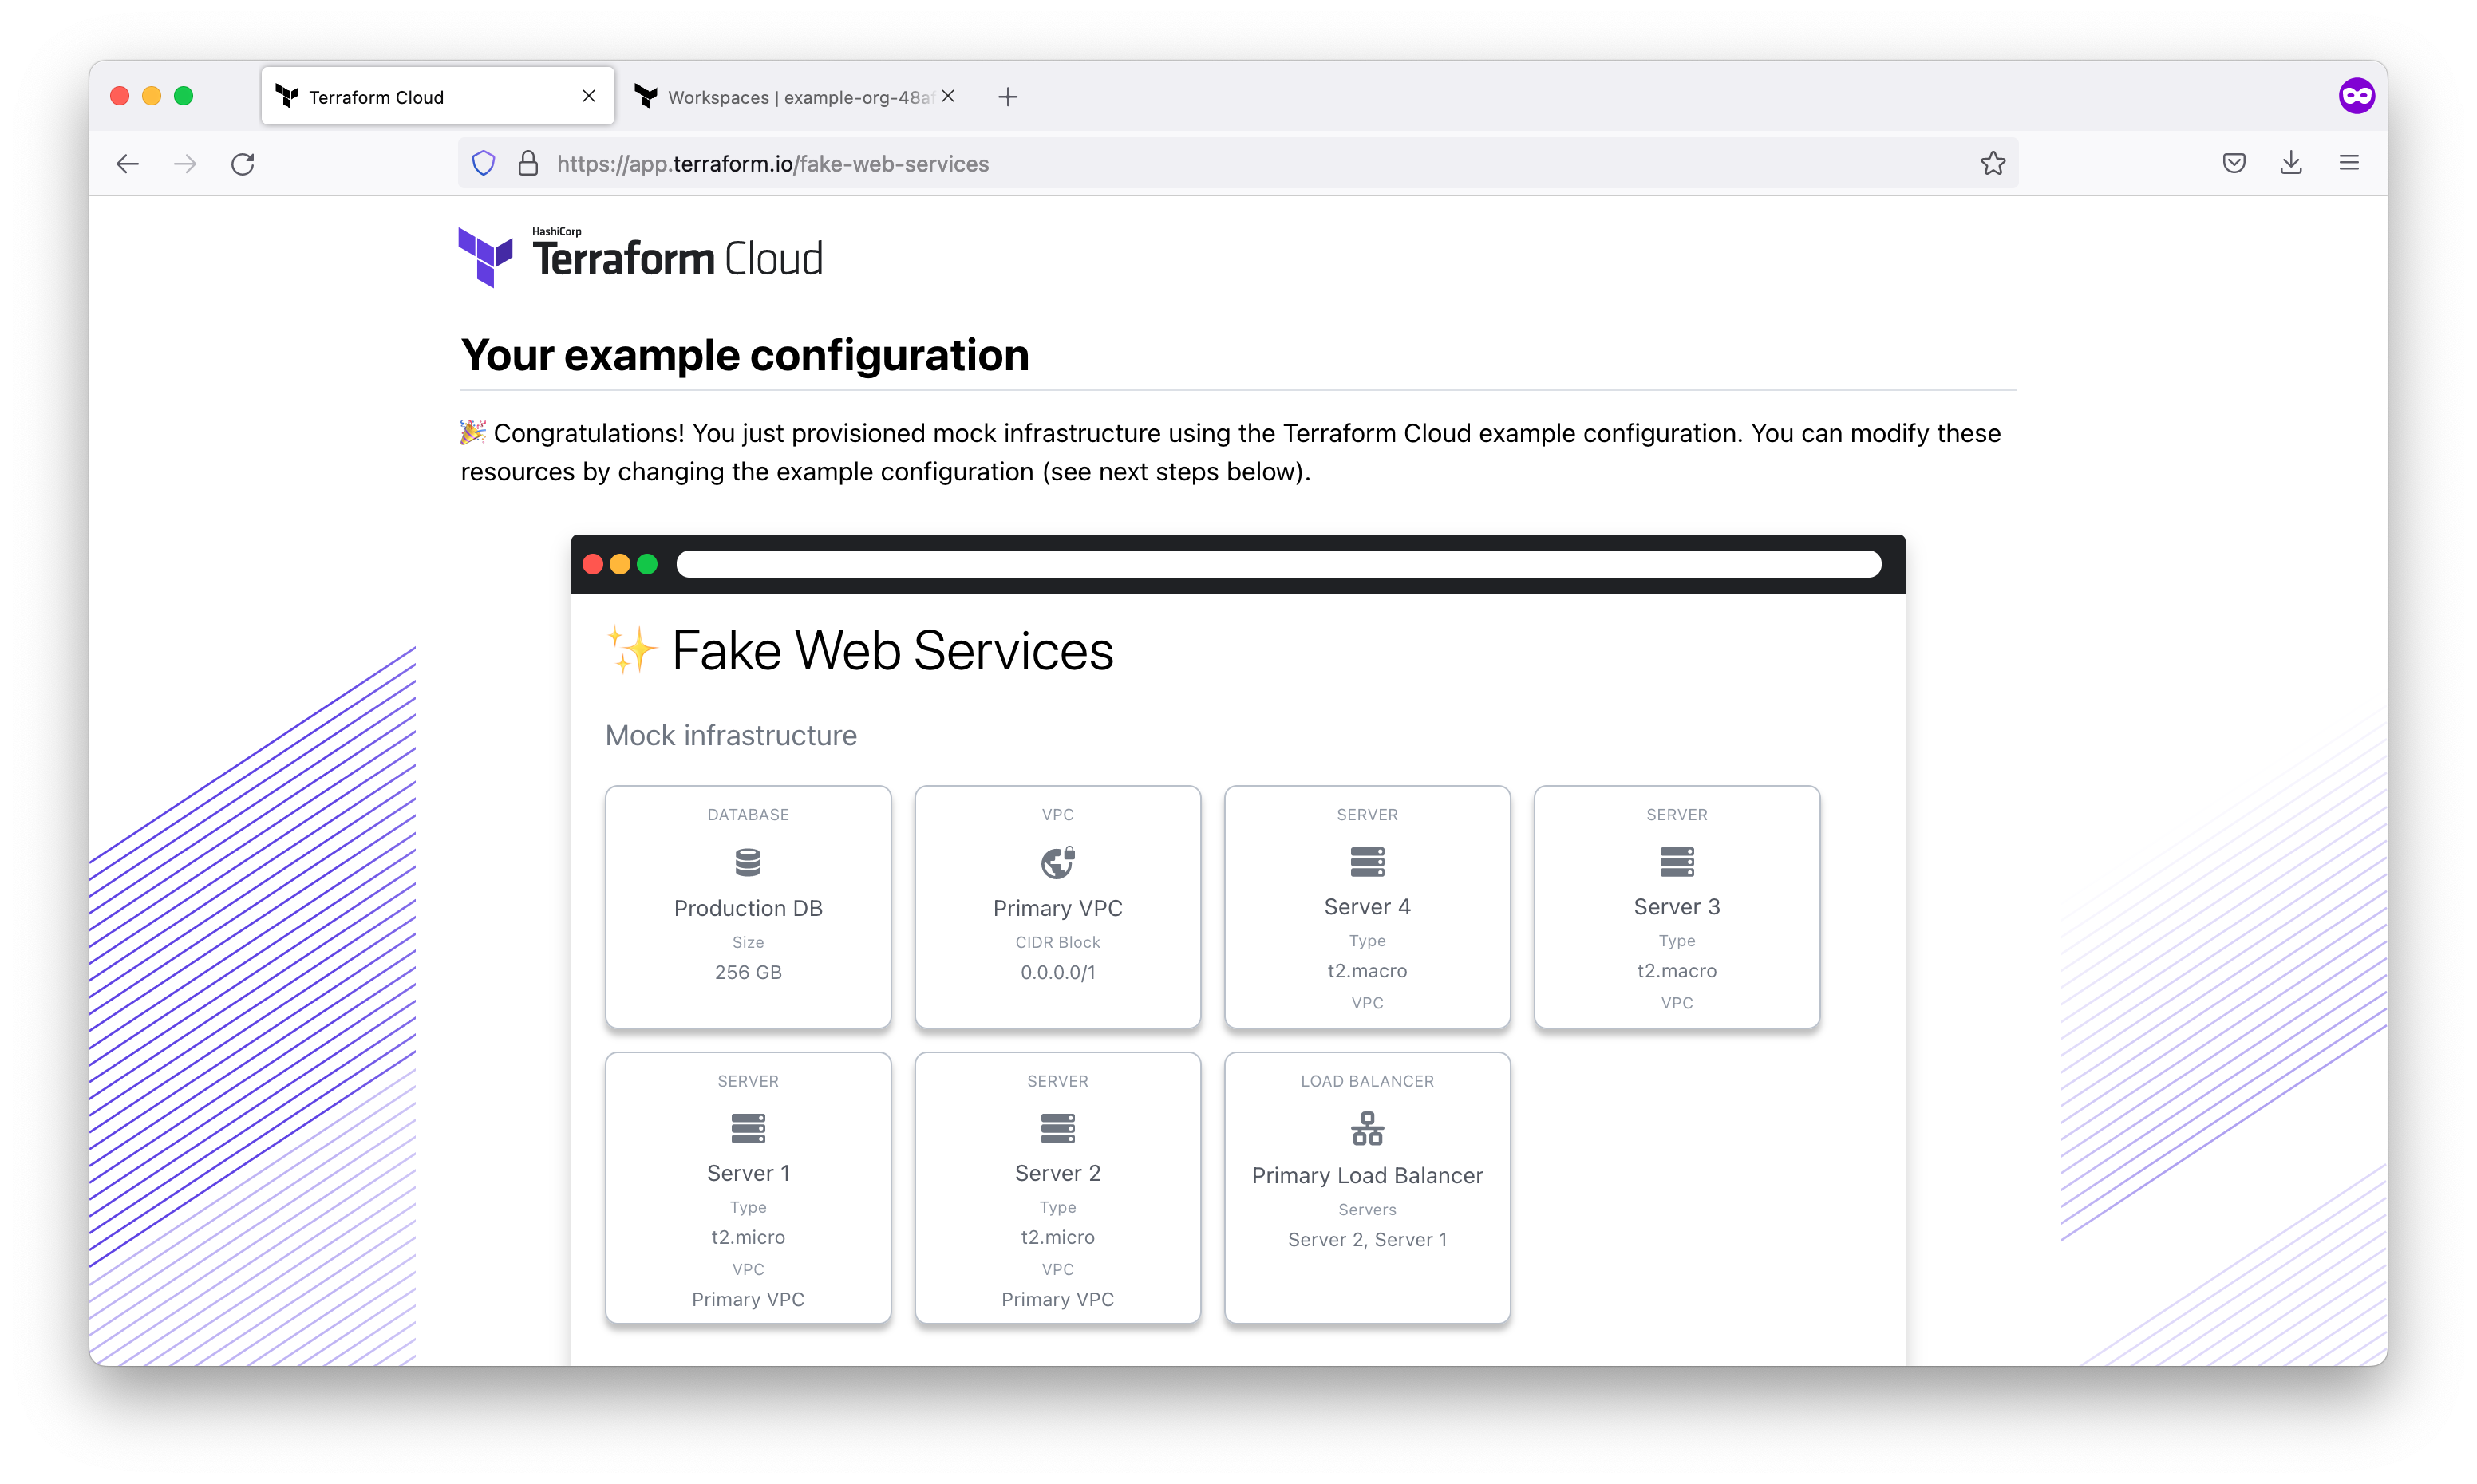 Terraform Cloud
Workspaces | example-org-48af
https://app.terraform.io/fake-web-services
HashiCorp
Terraform Cloud
Your example configuration
🎉 Congratulations! You just provisioned mock infrastructure using the Terraform Cloud example configuration. You can modify these
resources by changing the example configuration (see next steps below).
✨ Fake Web Services
Mock infrastructure
DATABASE
Production DB
Size
256 GB
VPC
Primary VPC
CIDR Block
0.0.0.0/1
SERVER
Server 4
Type
t2.macro
VPC
SERVER
Server 3
Type
t2.macro
VPC
SERVER
Server 1
Type
t2.micro
VPC
Primary VPC
SERVER
Server 2
Type
t2.micro
VPC
Primary VPC
LOAD BALANCER
Primary Load Balancer
Servers
Server 2, Server 1